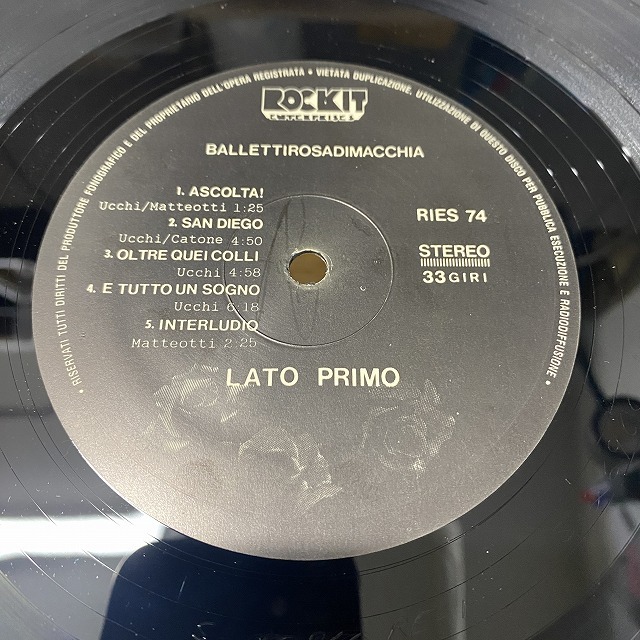 • RISERVATI TUTTI DIRITTI DEL PRODUTTORE FONOGRAFICO E DEL PROPRIETARIO DELL'OPERA REGISTRATA • VIETATA DUPLICAZIONE, UTILIZZAZIONE DI QUESTO DISCO PER PUBBLICA ESECUZIONE E RADIODIFFUSIONE •
ROCKIT
ENTERPRISES
BALLETTIROSADIMACCHIA
1. ASCOLTA!
Ucchi/Matteotti 1:25
2. SAN DIEGO
Ucchi/Catone 4:50
3. OLTRE QUEI COLLI
Ucchi 4:58
4. E TUTTO UN SOGNO
Ucchi 6:18
5. INTERLUDIO
Matteotti 2:25
RIES 74
STEREO
33 GIRI
LATO PRIMO